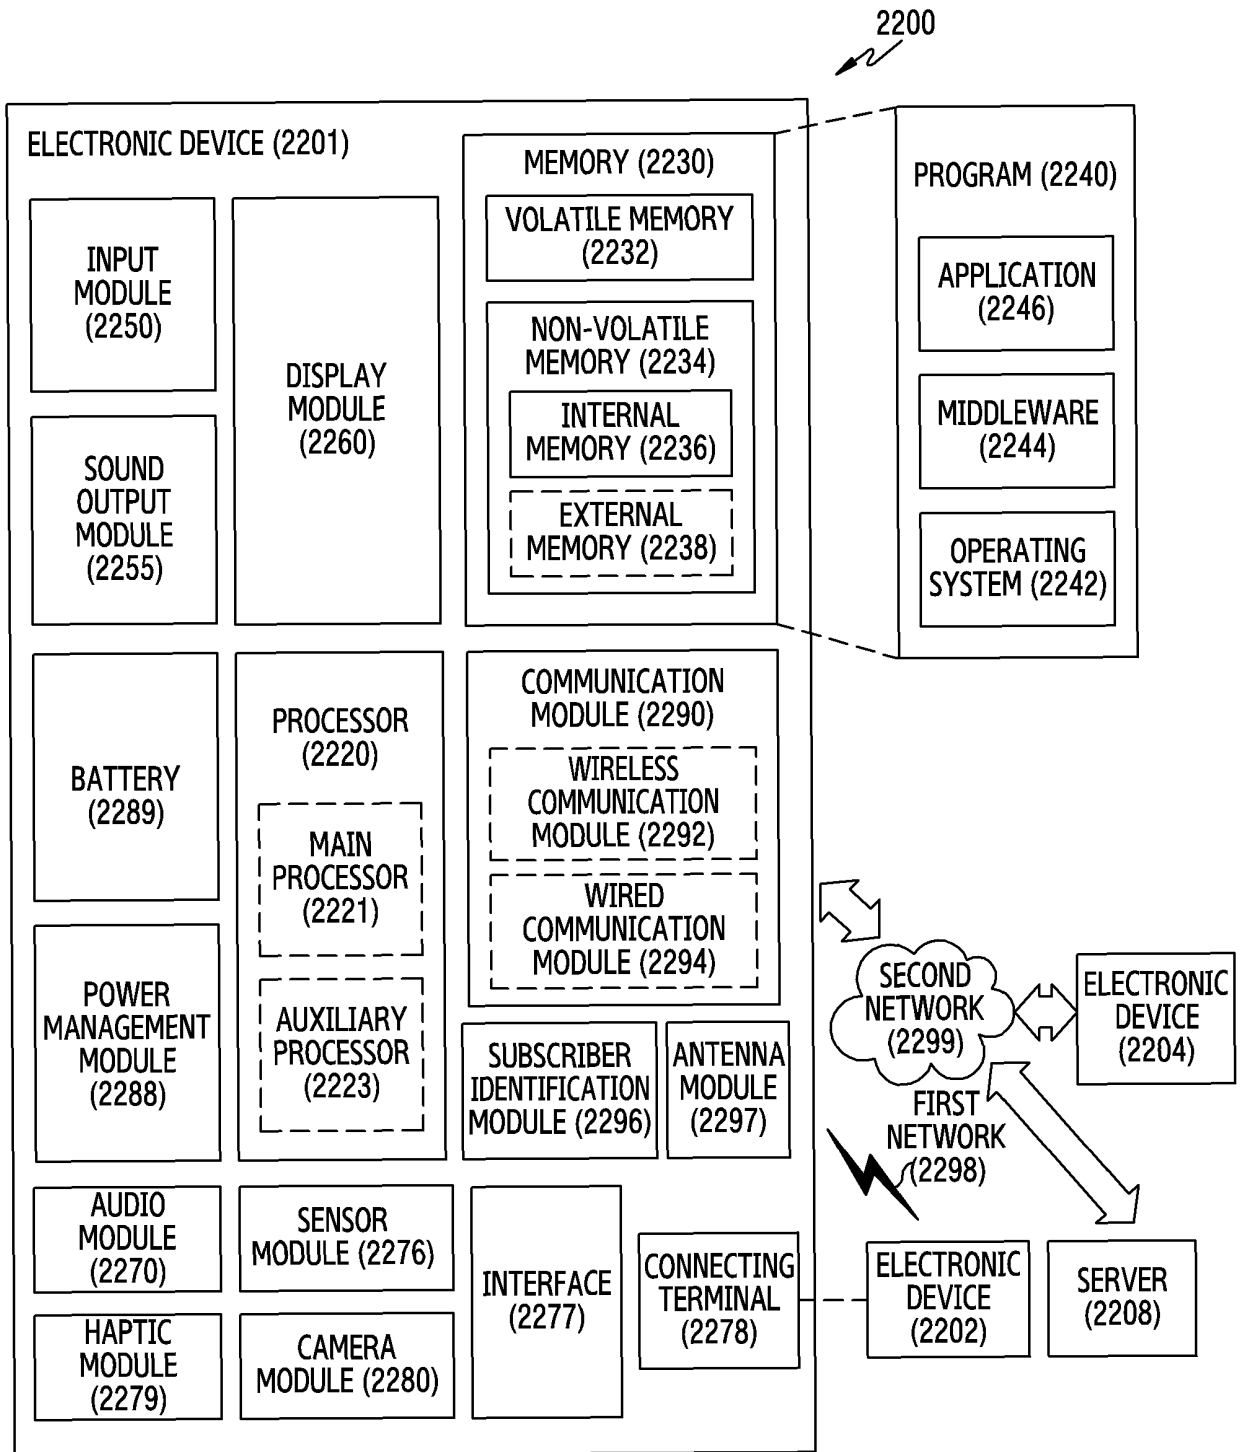 2200
ELECTRONIC DEVICE (2201)
INPUT
MODULE
(2250)
SOUND
OUTPUT
MODULE
(2255)
DISPLAY
MODULE
(2260)
MEMORY (2230)
VOLATILE MEMORY
(2232)
NON-VOLATILE
MEMORY (2234)
INTERNAL
MEMORY (2236)
EXTERNAL
MEMORY (2238)
PROGRAM (2240)
APPLICATION
(2246)
MIDDLEWARE
(2244)
OPERATING
SYSTEM (2242)
BATTERY
(2289)
POWER
MANAGEMENT
MODULE
(2288)
PROCESSOR
(2220)
MAIN
PROCESSOR
(2221)
AUXILIARY
PROCESSOR
(2223)
COMMUNICATION
MODULE (2290)
WIRELESS
COMMUNICATION
MODULE (2292)
WIRED
COMMUNICATION
MODULE (2294)
SUBSCRIBER
IDENTIFICATION
MODULE (2296)
ANTENNA
MODULE
(2297)
SECOND
NETWORK
(2299)
ELECTRONIC
DEVICE
(2204)
FIRST
NETWORK
(2298)
AUDIO
MODULE
(2270)
SENSOR
MODULE (2276)
HAPTIC
MODULE
(2279)
CAMERA
MODULE (2280)
INTERFACE
(2277)
CONNECTING
TERMINAL
(2278)
ELECTRONIC
DEVICE
(2202)
SERVER
(2208)